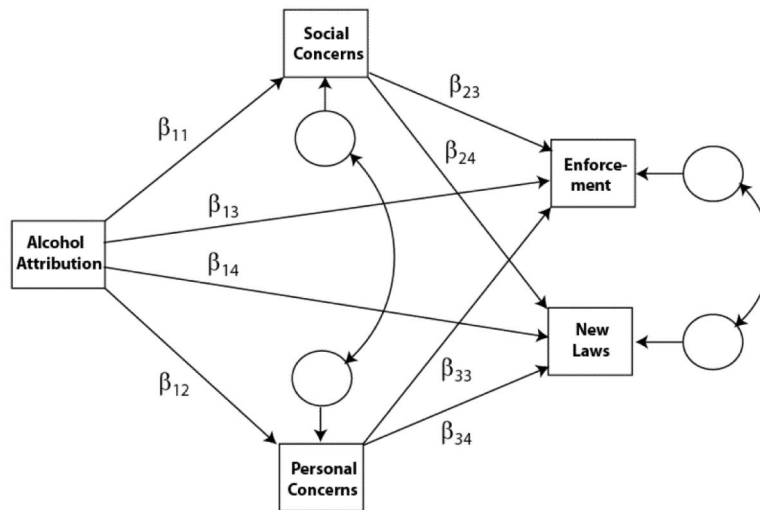 Social
Concerns
β23
β11
β24
Enforce-
ment
β13
Alcohol
Attribution
β14
New
Laws
β12
β33
β34
Personal
Concerns